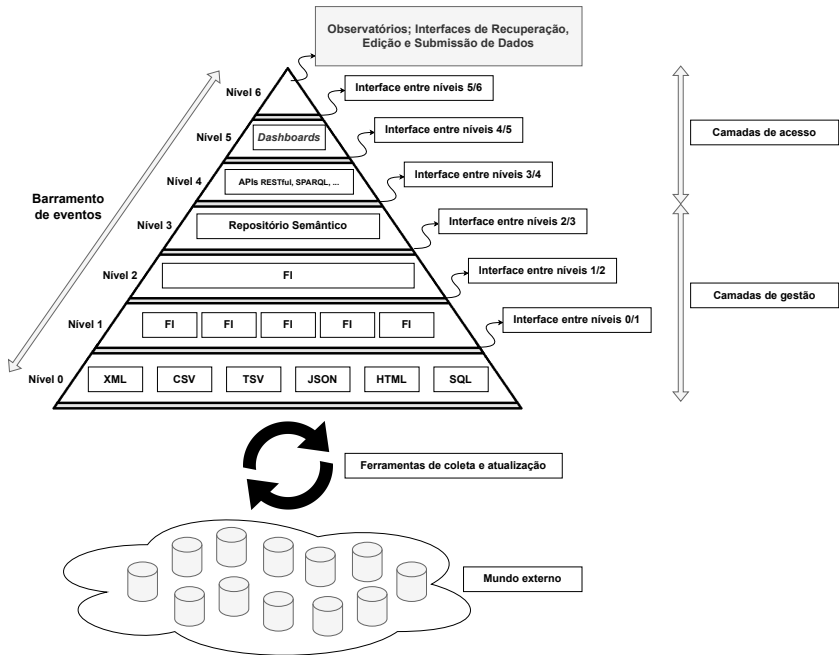 Observatórios; Interfaces de Recuperação,
Edição e Submissão de Dados
Nível 6
Interface entre níveis 5/6
Nível 5
Dashboards
Interface entre níveis 4/5
Camadas de acesso
Nível 4
APIs RESTful, SPARQL, ...
Interface entre níveis 3/4
Barramento
de eventos
Nível 3
Repositório Semântico
Interface entre níveis 2/3
Nível 2
FI
Interface entre níveis 1/2
Camadas de gestão
Nível 1
FI FI FI FI FI
Interface entre níveis 0/1
Nível 0
XML CSV TSV JSON HTML SQL
Ferramentas de coleta e atualização
Mundo externo